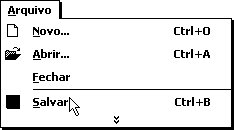 Arquivo
Novo... Ctrl+O
Abrir... Ctrl+A
Fechar
Salvar Ctrl+B